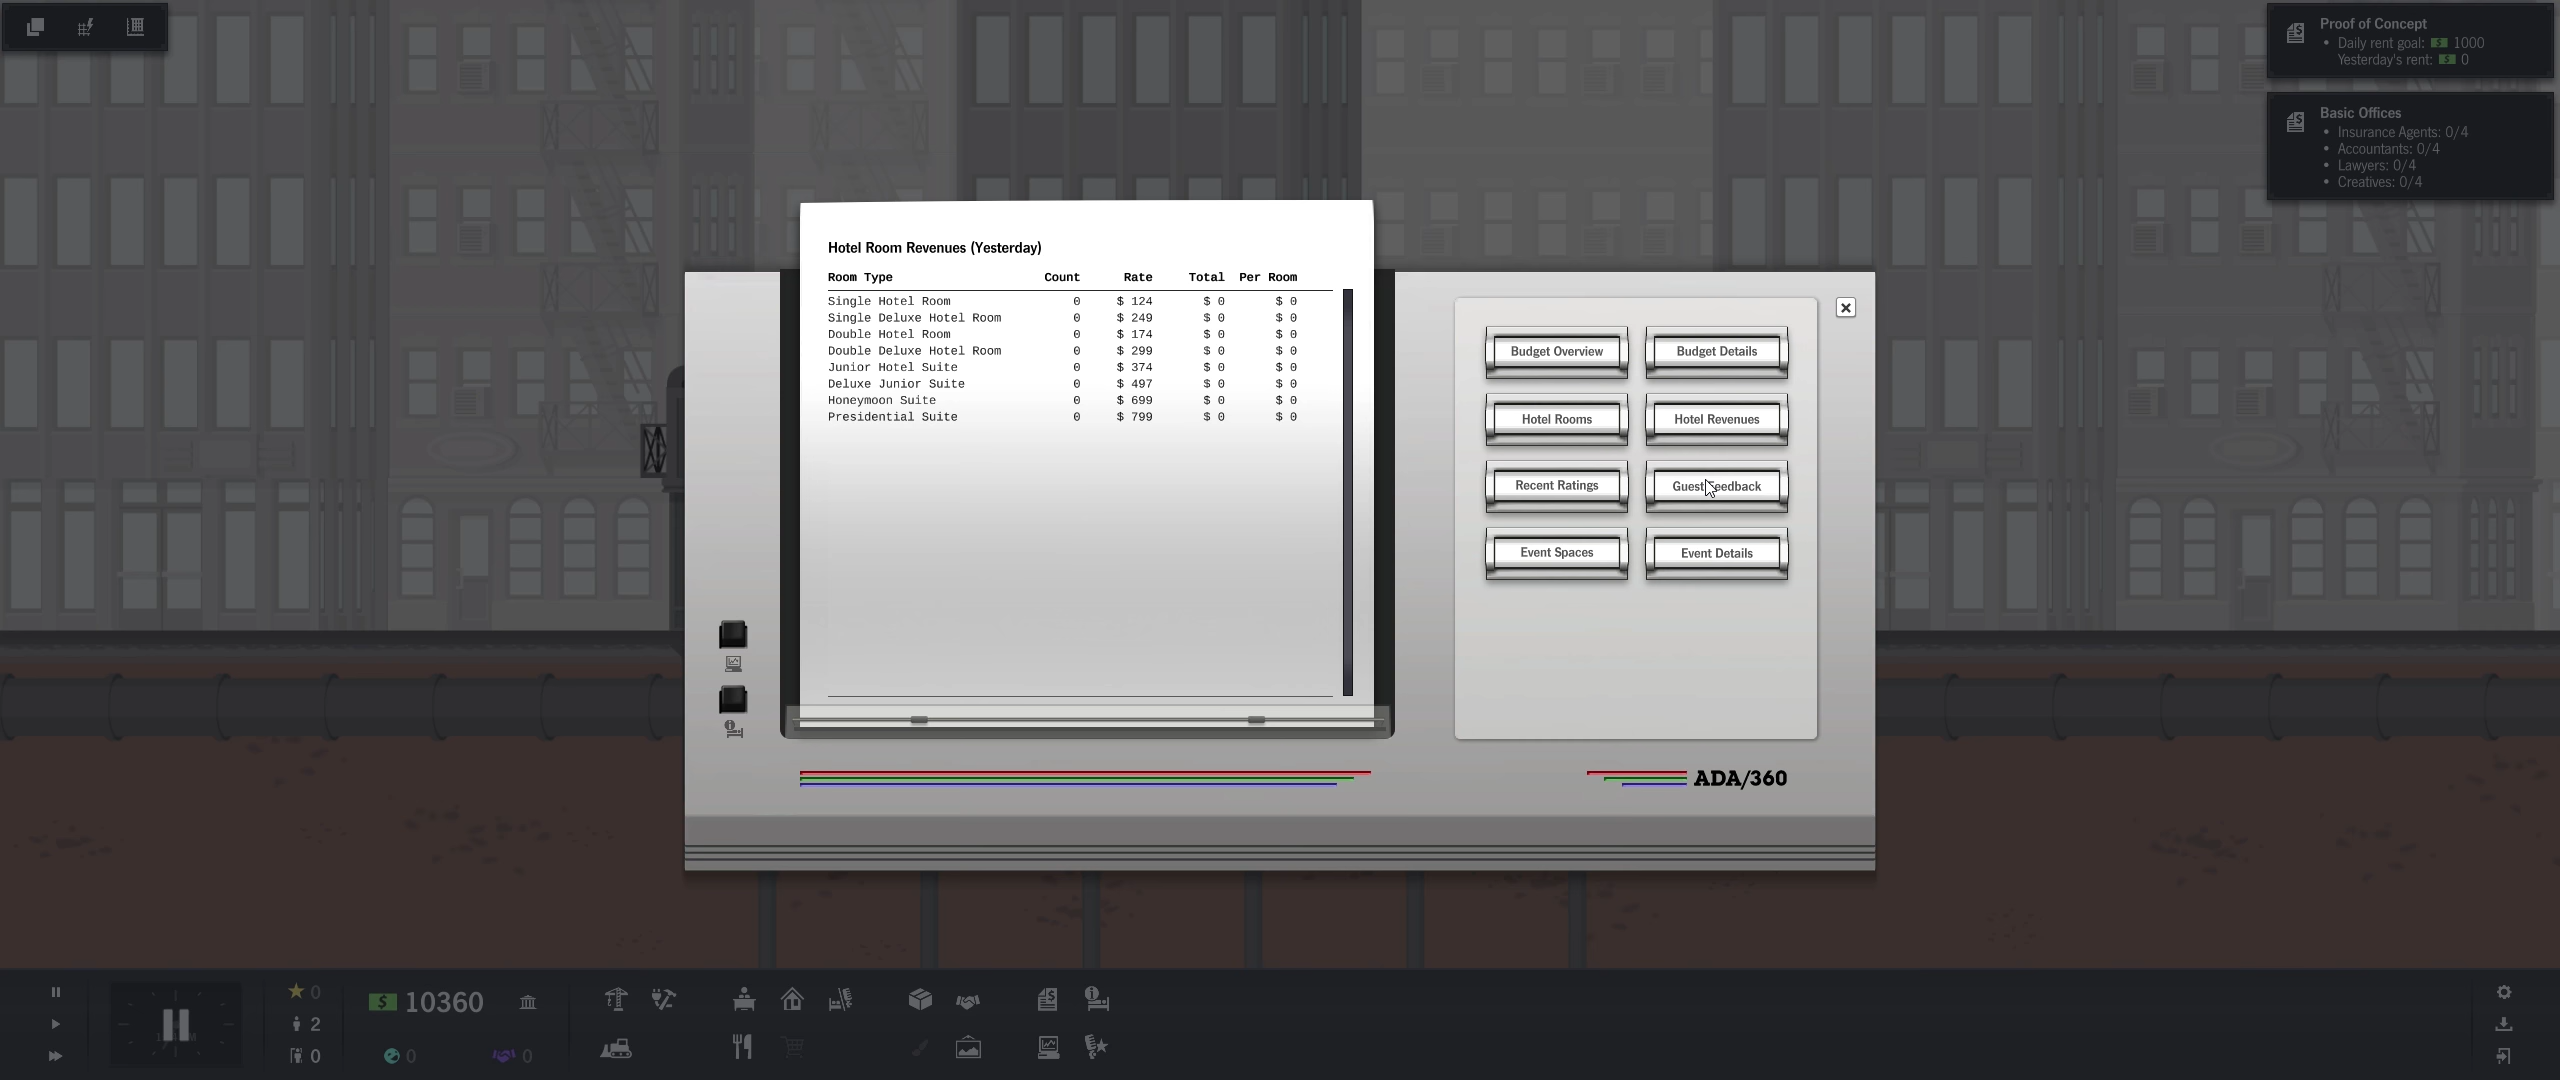 Proof of Concept
• Daily rent goal: $ 1000
Yesterday's rent: $ 0
Basic Offices
• Insurance Agents: 0/4
• Accountants: 0/4
• Lawyers: 0/4
• Creatives: 0/4
Hotel Room Revenues (Yesterday)
Room Type Count Rate Total Per Room
Single Hotel Room 0 $ 124 $ 0 $ 0
Single Deluxe Hotel Room 0 $ 249 $ 0 $ 0
Double Hotel Room 0 $ 174 $ 0 $ 0
Double Deluxe Hotel Room 0 $ 299 $ 0 $ 0
Junior Hotel Suite 0 $ 374 $ 0 $ 0
Deluxe Junior Suite 0 $ 497 $ 0 $ 0
Honeymoon Suite 0 $ 699 $ 0 $ 0
Presidential Suite 0 $ 799 $ 0 $ 0
Budget Overview Budget Details
Hotel Rooms Hotel Revenues
Recent Ratings Guest Feedback
Event Spaces Event Details
ADA/360
0
$ 10360
2
0 0 0